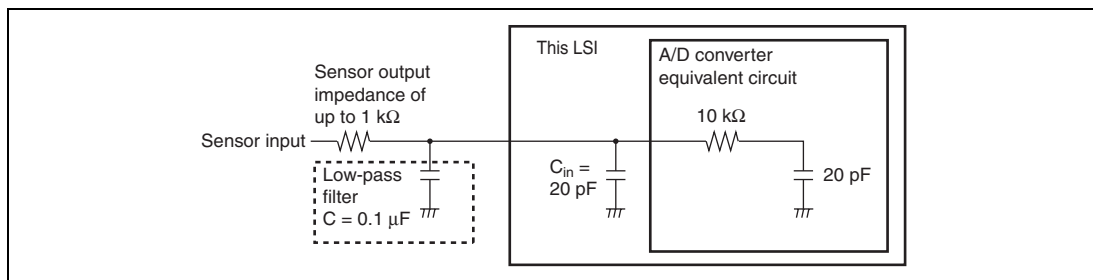 This LSI
A/D converter
equivalent circuit
Sensor output
impedance of
up to 1 kΩ
10 kΩ
Sensor input
Low-pass
filter
C = 0.1 μF
Cin =
20 pF
20 pF